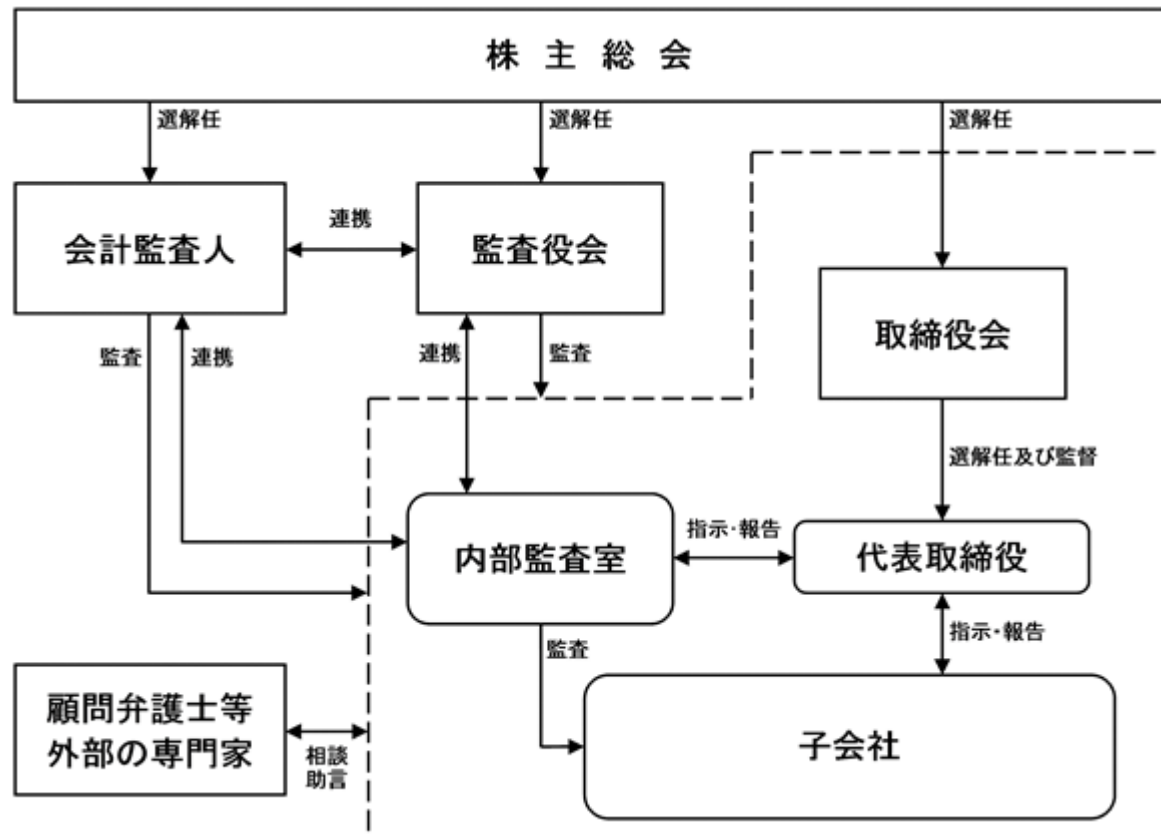 株 主 総 会
選解任
選解任
選解任
会計監査人
連携
監査役会
取締役会
監査
連携
連携
監査
選解任及び監督
内部監査室
指示・報告
代表取締役
監査
指示・報告
顧問弁護士等
外部の専門家
相談
助言
子会社